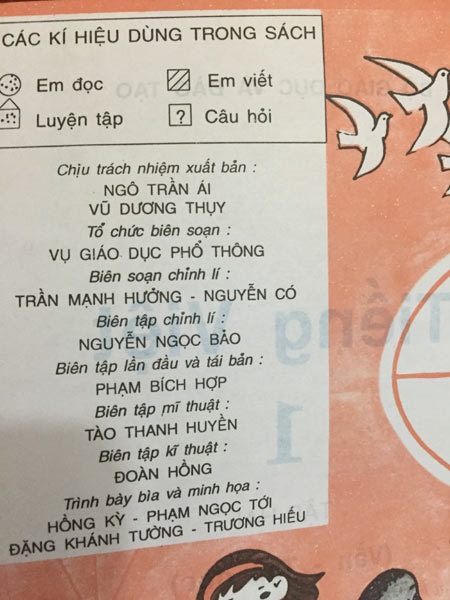 CÁC KÍ HIỆU DÙNG TRONG SÁCH
Em đọc
Em viết
Luyện tập
? Câu hỏi
Chịu trách nhiệm xuất bản :
NGÔ TRẦN ÁI
VŨ DƯƠNG THỤY
Tổ chức biên soạn :
VỤ GIÁO DỤC PHỔ THÔNG
Biên soạn chỉnh lí :
TRẦN MẠNH HƯỞNG - NGUYỄN CÓ
Biên tập chỉnh lí :
NGUYỄN NGỌC BẢO
Biên tập lần đầu và tái bản :
PHẠM BÍCH HỢP
Biên tập mĩ thuật :
TÀO THANH HUYỀN
Biên tập kĩ thuật :
ĐOÀN HỒNG
Trình bày bìa và minh họa :
HỒNG KỲ - PHẠM NGỌC TỚI
ĐẶNG KHÁNH TƯỜNG - TRƯƠNG HIẾU
Tiếng Việt
1